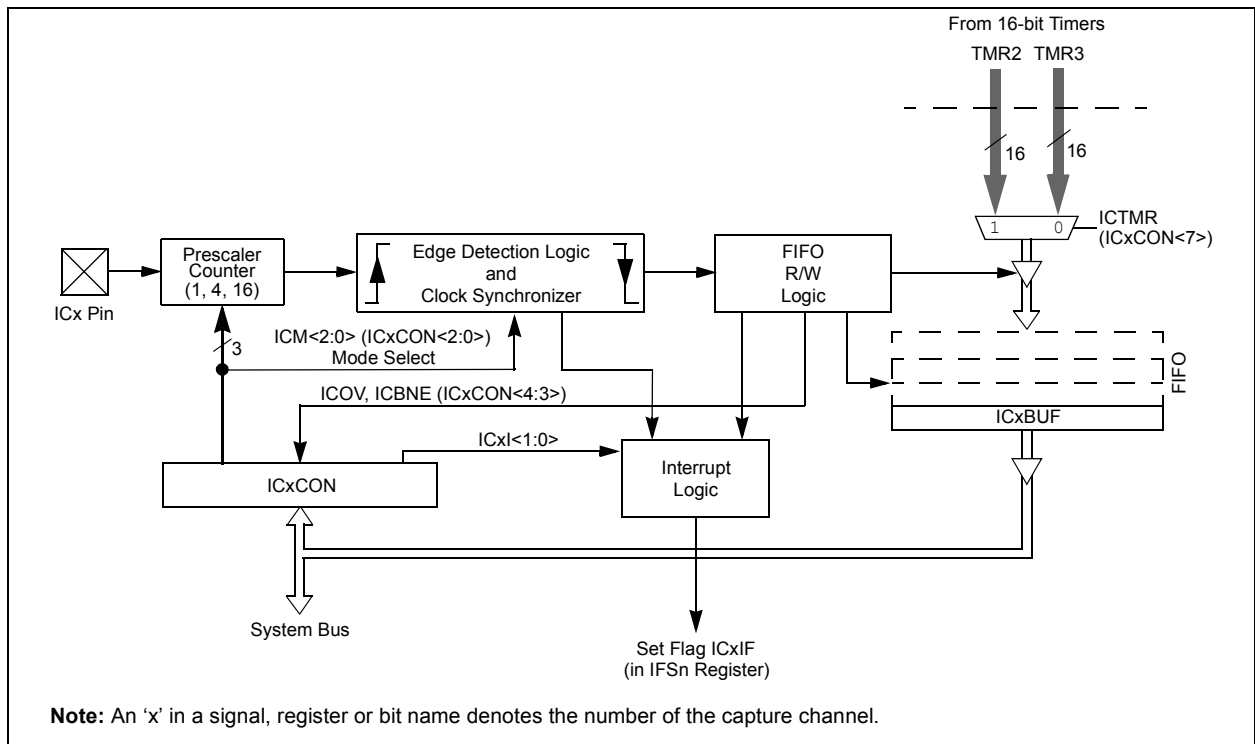 From 16-bit Timers
TMR2 TMR3
16
16
1 0
ICTMR
(ICxCON<7>)
Prescaler
Counter
(1, 4, 16)
Edge Detection Logic
and
Clock Synchronizer
FIFO
R/W
Logic
ICx Pin
3
ICM<2:0> (ICxCON<2:0>)
Mode Select
FIFO
ICOV, ICBNE (ICxCON<4:3>)
ICxBUF
ICxI<1:0>
ICxCON
Interrupt
Logic
System Bus
Set Flag ICxIF
(in IFSn Register)
Note: An ‘x’ in a signal, register or bit name denotes the number of the capture channel.